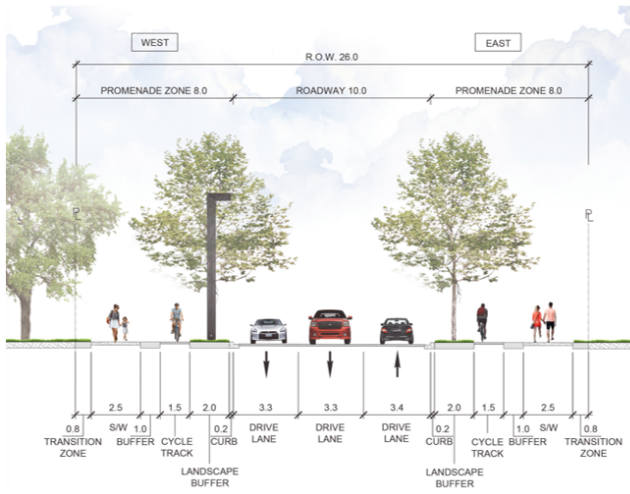 WEST
EAST
R.O.W. 26.0
PROMENADE ZONE 8.0
ROADWAY 10.0
PROMENADE ZONE 8.0
PL
PL
2.5
1.5
2.0
3.3
3.3
3.4
2.0
1.5
2.5
0.8
S/W
1.0
0.2
DRIVE
LANE
DRIVE
LANE
DRIVE
LANE
0.2
1.0
S/W
0.8
TRANSITION
ZONE
BUFFER
CYCLE
TRACK
CURB
CURB
CYCLE
TRACK
BUFFER
TRANSITION
ZONE
LANDSCAPE
BUFFER
LANDSCAPE
BUFFER